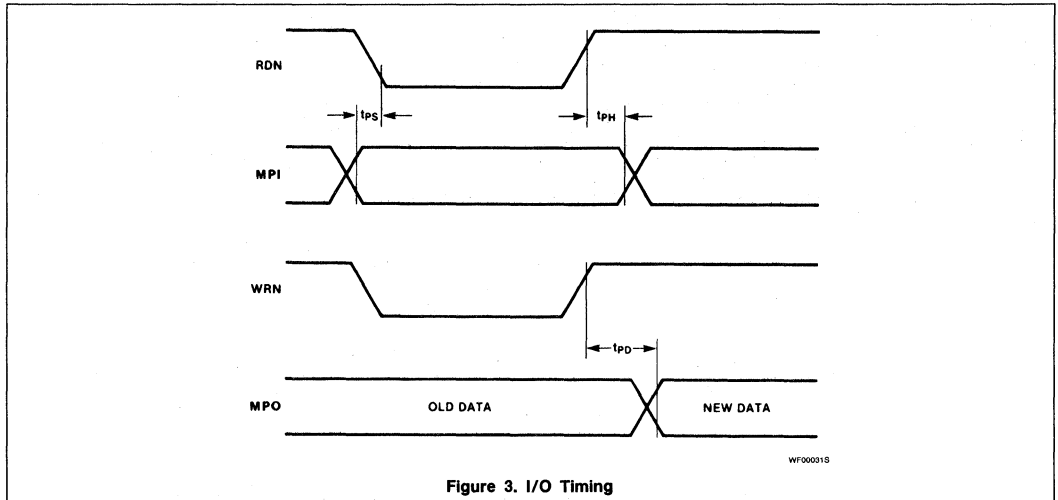 RDN
tPS
tPH
MPI
WRN
tPD
MPO
OLD DATA
NEW DATA
WF00031S
Figure 3. I/O Timing